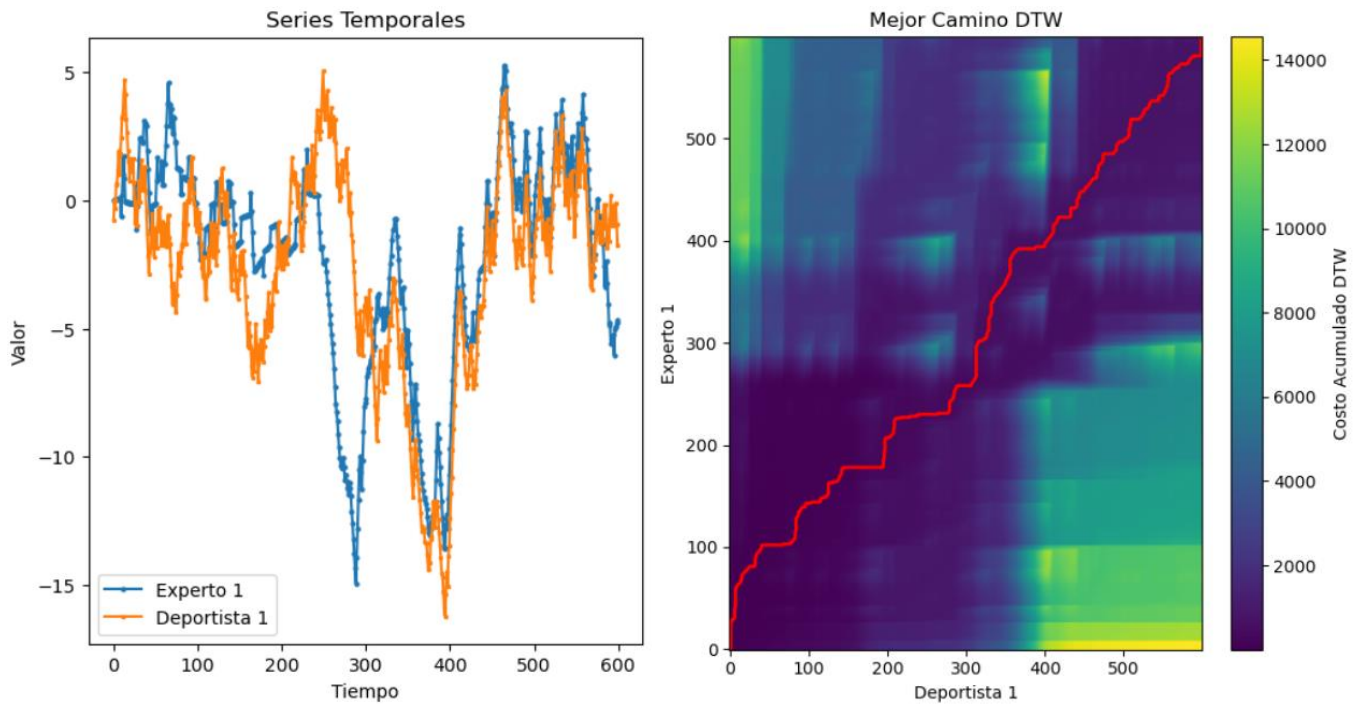 Series Temporales
5
0
−5
−10
−15
Valor
Experto 1
Deportista 1
0 100 200 300 400 500 600
Tiempo
Mejor Camino DTW
500
400
300
200
100
0
Experto 1
0 100 200 300 400 500
Deportista 1
14000
12000
10000
8000
6000
4000
2000
Costo Acumulado DTW